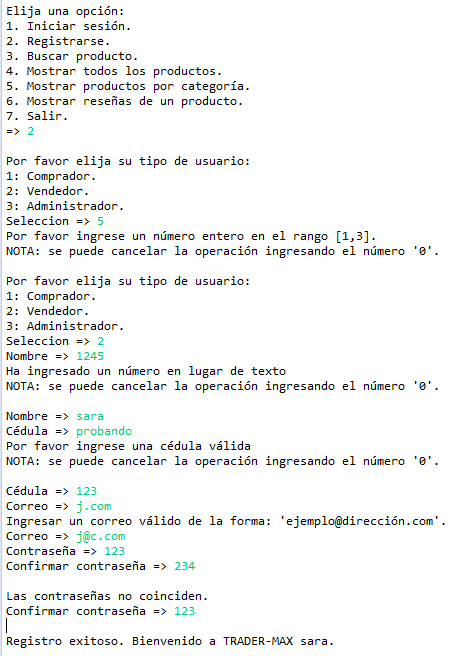 Elija una opción:
1. Iniciar sesión.
2. Registrarse.
3. Buscar producto.
4. Mostrar todos los productos.
5. Mostrar productos por categoría.
6. Mostrar reseñas de un producto.
7. Salir.
=> 2
Por favor elija su tipo de usuario:
1: Comprador.
2: Vendedor.
3: Administrador.
Seleccion => 5
Por favor ingrese un número entero en el rango [1,3].
NOTA: se puede cancelar la operación ingresando el número '0'.
Por favor elija su tipo de usuario:
1: Comprador.
2: Vendedor.
3: Administrador.
Seleccion => 2
Nombre => 1245
Ha ingresado un número en lugar de texto
NOTA: se puede cancelar la operación ingresando el número '0'.
Nombre => sara
Cédula => probando
Por favor ingrese una cédula válida
NOTA: se puede cancelar la operación ingresando el número '0'.
Cédula => 123
Correo => j.com
Ingresar un correo válido de la forma: 'ejemplo@dirección.com'.
Correo => j@c.com
Contraseña => 123
Confirmar contraseña => 234
Las contraseñas no coinciden.
Confirmar contraseña => 123
Registro exitoso. Bienvenido a TRADER-MAX sara.